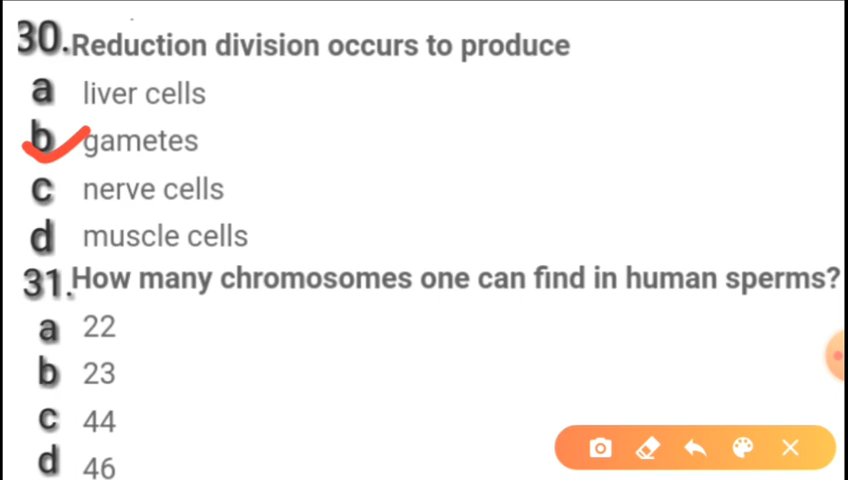 30. Reduction division occurs to produce
a liver cells
b gametes
c nerve cells
d muscle cells
31. How many chromosomes one can find in human sperms?
a 22
b 23
c 44
d 46